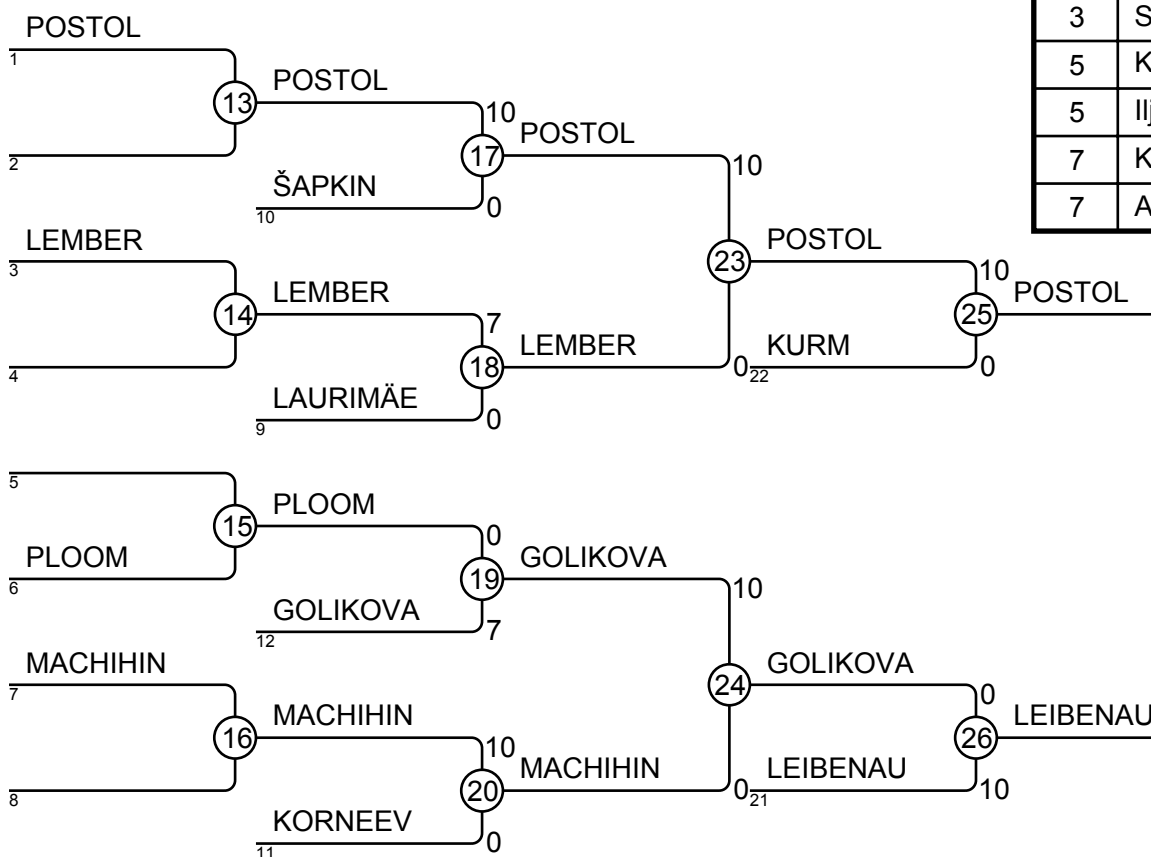 POSTOL
1
13
2
POSTOL
10
17
ŠAPKIN
10
0
POSTOL
10
LEMBER
3
14
4
LEMBER
7
18
LAURIMÄE
9
0
LEMBER
0
23
POSTOL
10
25
KURM
22
0
POSTOL
5
15
PLOOM
6
PLOOM
0
19
GOLIKOVA
12
7
GOLIKOVA
10
MACHIHIN
7
16
8
MACHIHIN
10
20
KORNEEV
11
0
MACHIHIN
0
24
GOLIKOVA
0
26
LEIBENAU
21
10
LEIBENAU
3 S
5 K
5 Ilj
7 K
7 A